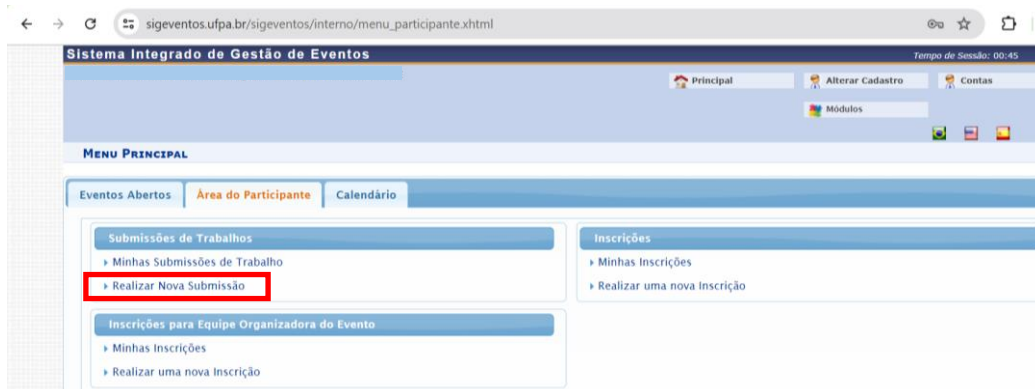 sigeventos.ufpa.br/sigeventos/interno/menu_participante.xhtml
Sistema Integrado de Gestão de Eventos
Tempo de Sessão: 00:45
Principal
Alterar Cadastro
Contas
Módulos
MENU PRINCIPAL
Eventos Abertos
Área do Participante
Calendário
Submissões de Trabalhos
Minhas Submissões de Trabalho
Realizar Nova Submissão
Inscrições
Minhas Inscrições
Realizar uma nova Inscrição
Inscrições para Equipe Organizadora do Evento
Minhas Inscrições
Realizar uma nova Inscrição